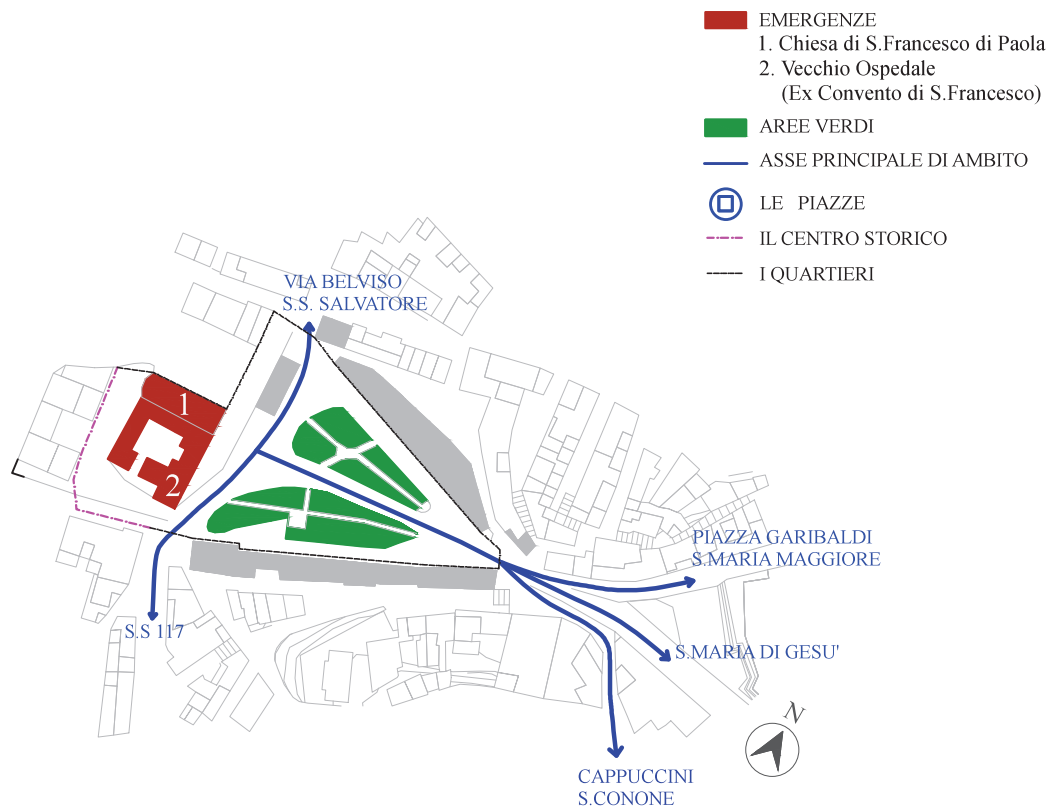 EMERGENZE
1. Chiesa di S.Francesco di Paola
2. Vecchio Ospedale
(Ex Convento di S.Francesco)
AREE VERDI
ASSE PRINCIPALE DI AMBITO
LE PIAZZE
IL CENTRO STORICO
I QUARTIERI
VIA BELVISO
S.S. SALVATORE
1
2
PIAZZA GARIBALDI
S.MARIA MAGGIORE
S.S 117
S.MARIA DI GESU'
N
CAPPUCCINI
S.CONONE